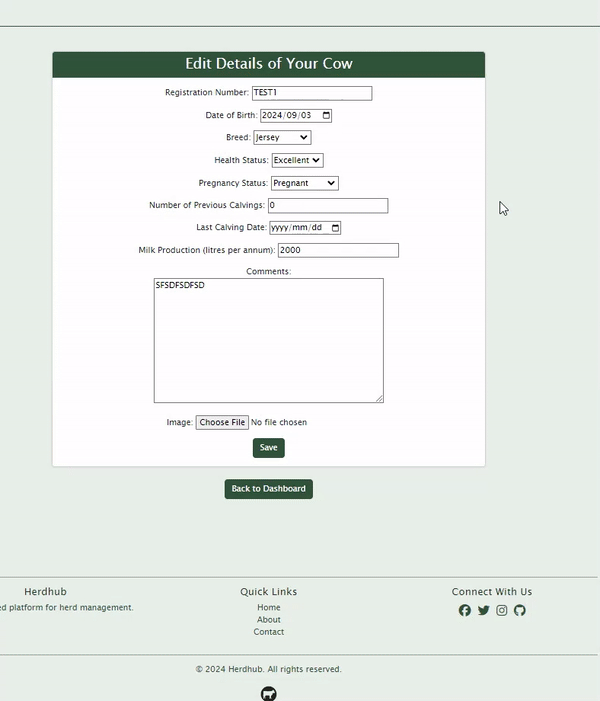 Edit Details of Your Cow
Registration Number: TEST1
Date of Birth: 2024/09/03
Breed: Jersey
Health Status: Excellent
Pregnancy Status: Pregnant
Number of Previous Calvings: 0
Last Calving Date: yyyy/mm/dd
Milk Production (litres per annum): 2000
Comments:
SFSDFSDFSD
Image: Choose File No file chosen
Save
Back to Dashboard
Herdhub Quick Links Connect With Us
ed platform for herd management. Home
About
Contact
© 2024 Herdhub. All rights reserved.